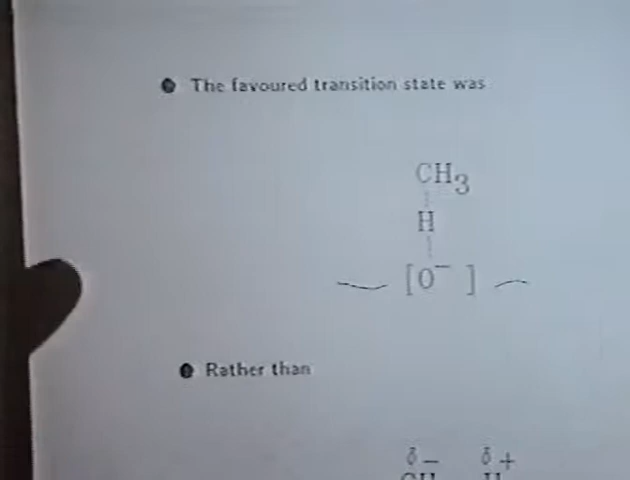 The favoured transition state was
CH3
H
[O− ]
Rather than
δ− δ+